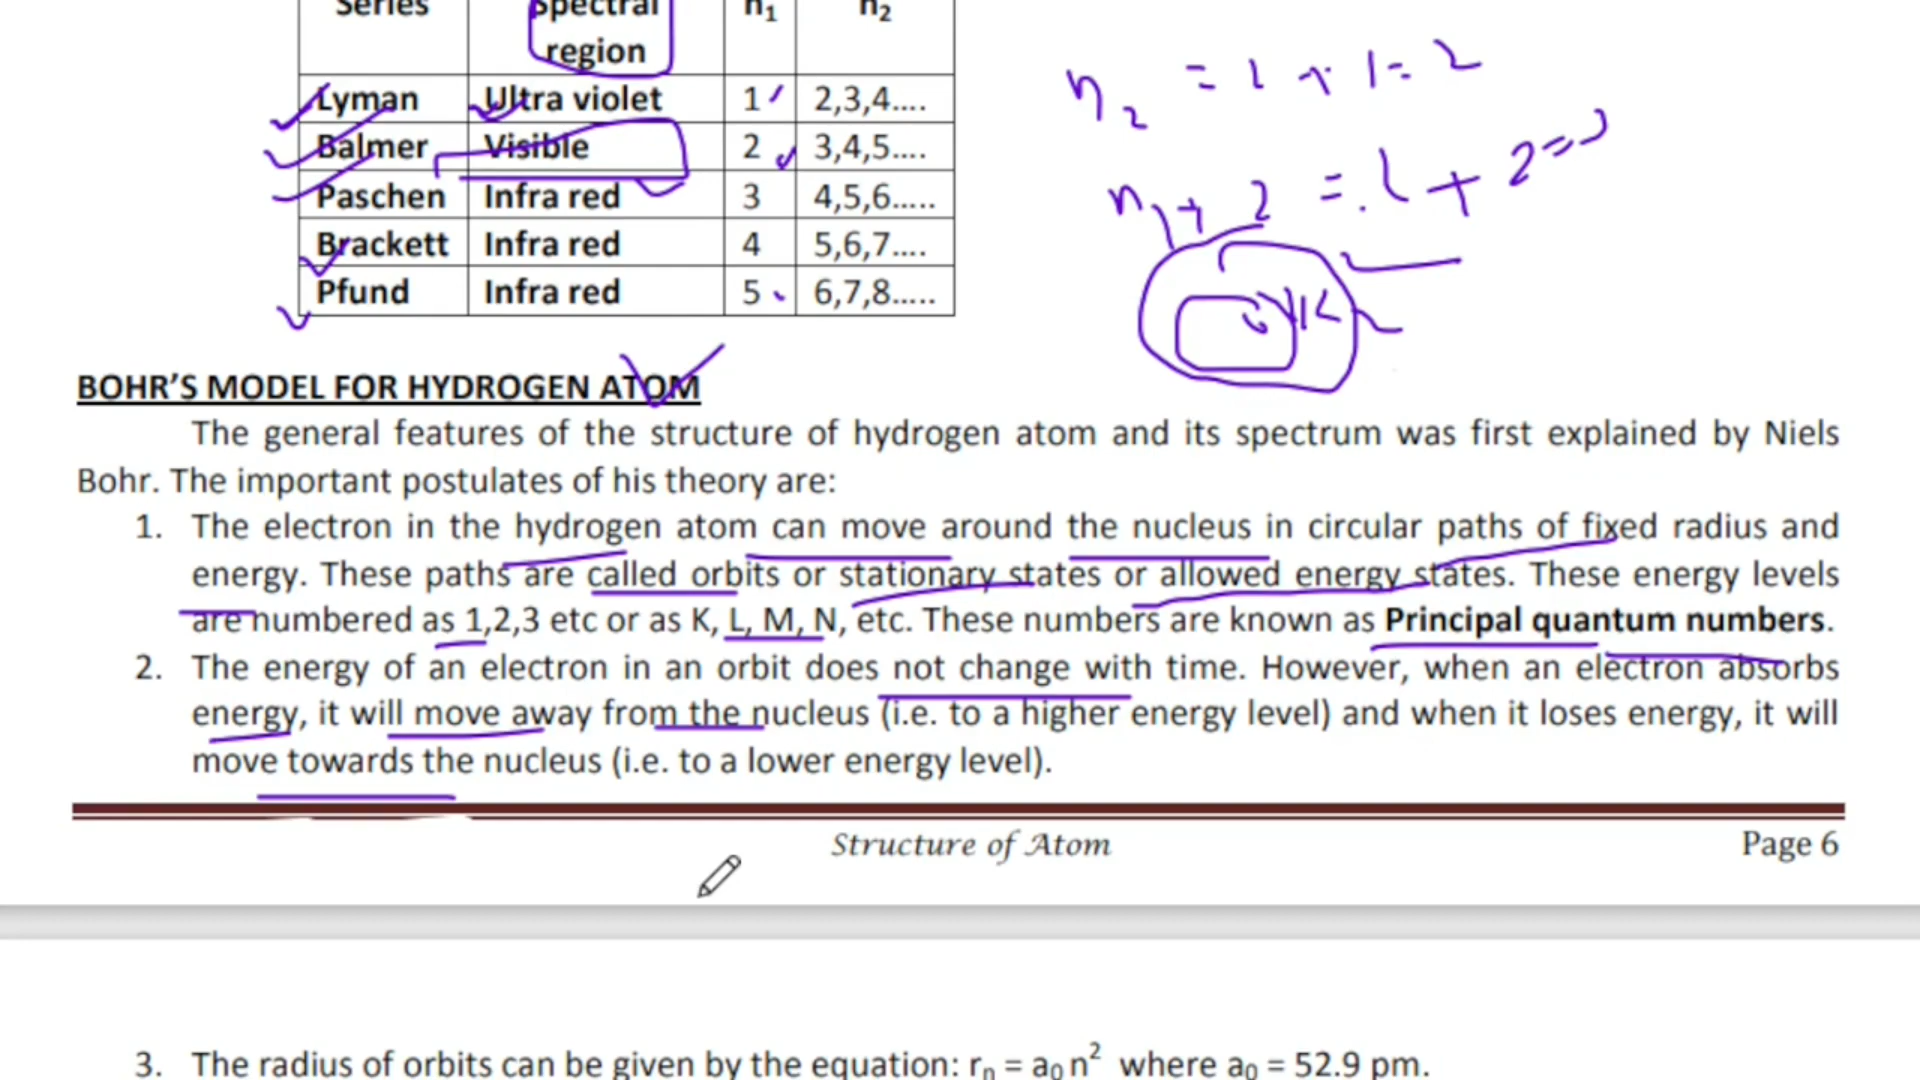 Series Spectral n₁ n₂
region
Lyman Ultra violet 1 2,3,4....
Balmer Visible 2 3,4,5....
Paschen Infra red 3 4,5,6.....
Brackett Infra red 4 5,6,7....
Pfund Infra red 5 6,7,8.....
n₂ = 1 + 1 = 2
n₁ + 2 = 1 + 2 = 3
BOHR’S MODEL FOR HYDROGEN ATOM
The general features of the structure of hydrogen atom and its spectrum was first explained by Niels
Bohr. The important postulates of his theory are:
1. The electron in the hydrogen atom can move around the nucleus in circular paths of fixed radius and
energy. These paths are called orbits or stationary states or allowed energy states. These energy levels
are numbered as 1,2,3 etc or as K, L, M, N, etc. These numbers are known as Principal quantum numbers.
2. The energy of an electron in an orbit does not change with time. However, when an electron absorbs
energy, it will move away from the nucleus (i.e. to a higher energy level) and when it loses energy, it will
move towards the nucleus (i.e. to a lower energy level).
Structure of Atom Page 6
3. The radius of orbits can be given by the equation: rₙ = a₀ n² where a₀ = 52.9 pm.